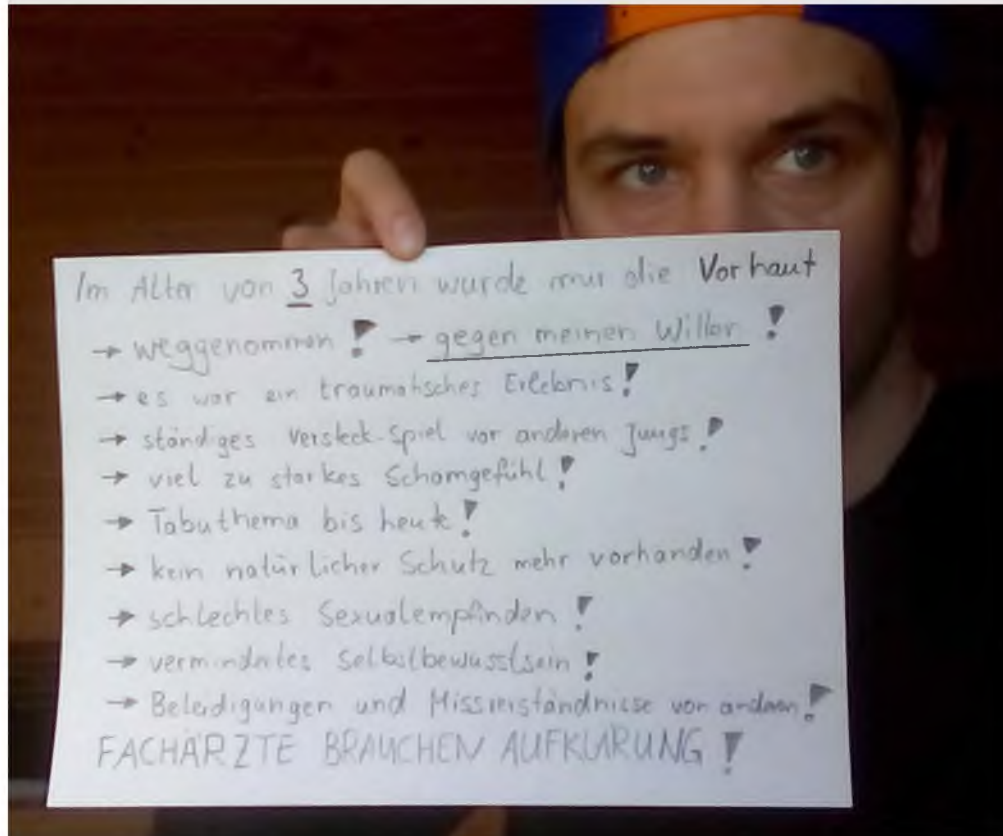 Im Alter von 3 Jahren wurde mir die Vorhaut
→ weggenommen! → gegen meinen Willen!
→ es war ein traumatisches Erlebnis!
→ ständiges Versteck-Spiel vor anderen Jungs!
→ viel zu starkes Schamgefühl!
→ Tabuthema bis heute!
→ kein natürlicher Schutz mehr vorhanden!
→ schlechtes Sexualempfinden!
→ vermindertes Selbstbewusstsein!
→ Beleidigungen und Missverständnisse von anderen!
FACHÄRZTE BRAUCHEN AUFKLÄRUNG!